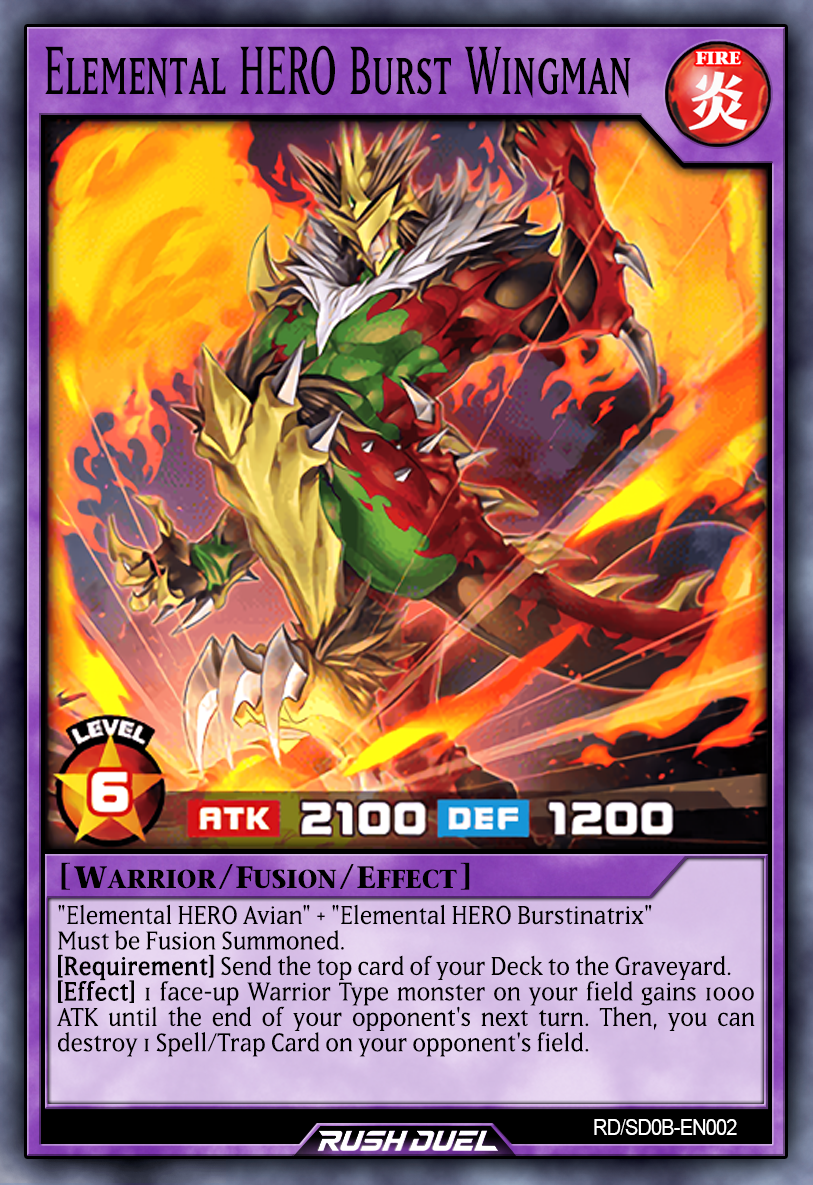 Elemental HERO Burst Wingman
FIRE
炎
LEVEL
6
ATK 2100 DEF 1200
[Warrior/Fusion/Effect]
"Elemental HERO Avian" + "Elemental HERO Burstinatrix"
Must be Fusion Summoned.
[Requirement] Send the top card of your Deck to the Graveyard.
[Effect] 1 face-up Warrior Type monster on your field gains 1000
ATK until the end of your opponent's next turn. Then, you can
destroy 1 Spell/Trap Card on your opponent's field.
RD/SD0B-EN002
RUSH DUEL